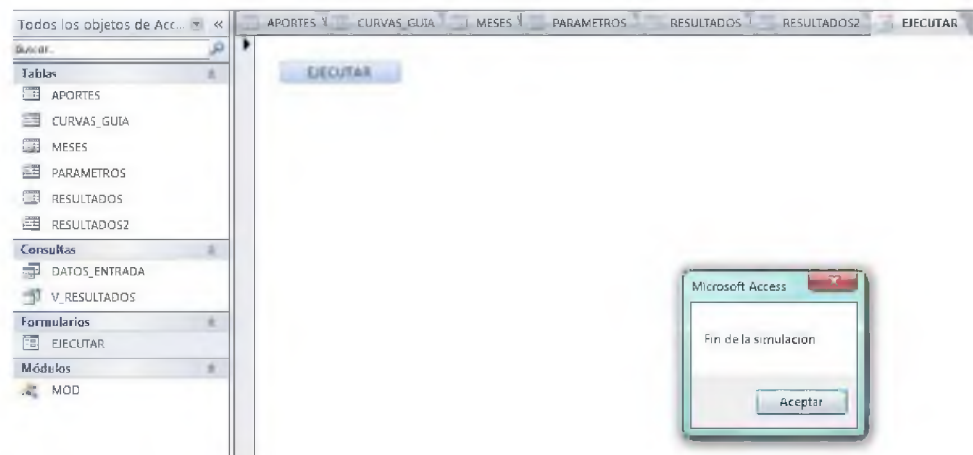 Todos los objetos de Acc...
Buscar...
Tablas
APORTES
CURVAS_GUIA
MESES
PARAMETROS
RESULTADOS
RESULTADOS2
Consultas
DATOS_ENTRADA
V_RESULTADOS
Formularios
EJECUTAR
Módulos
MOD
APORTES
CURVAS_GUIA
MESES
PARAMETROS
RESULTADOS
RESULTADOS2
EJECUTAR
EJECUTAR
Microsoft Access
Fin de la simulacion
Aceptar